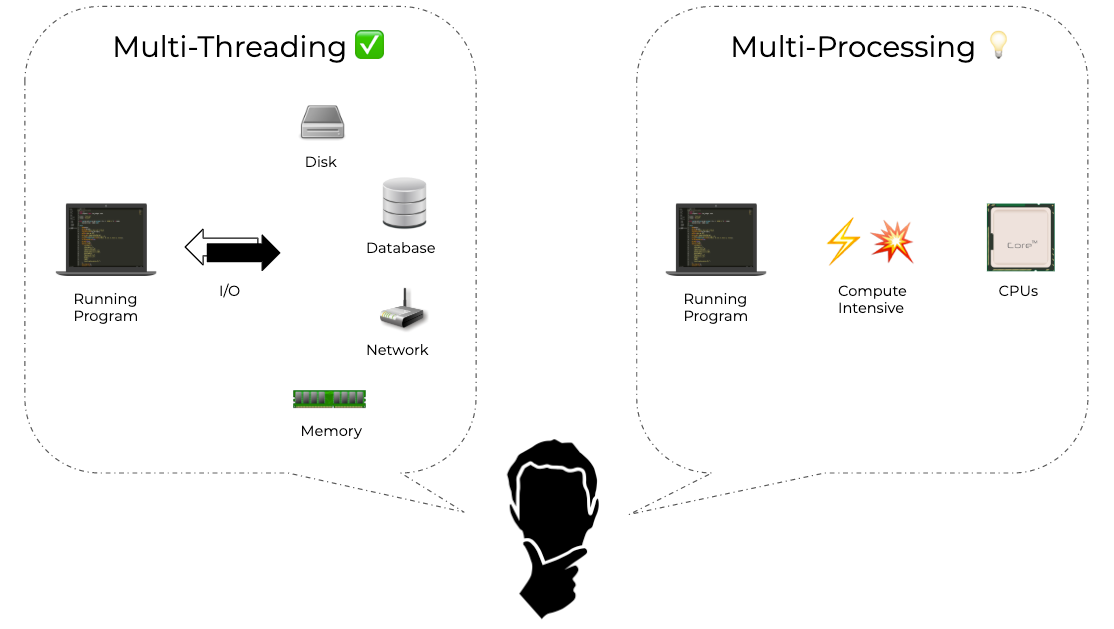 Multi-Threading ✅
Multi-Processing 💡
Disk
Database
I/O
Running
Program
Network
Memory
Running
Program
Compute
Intensive
Core™
CPUs